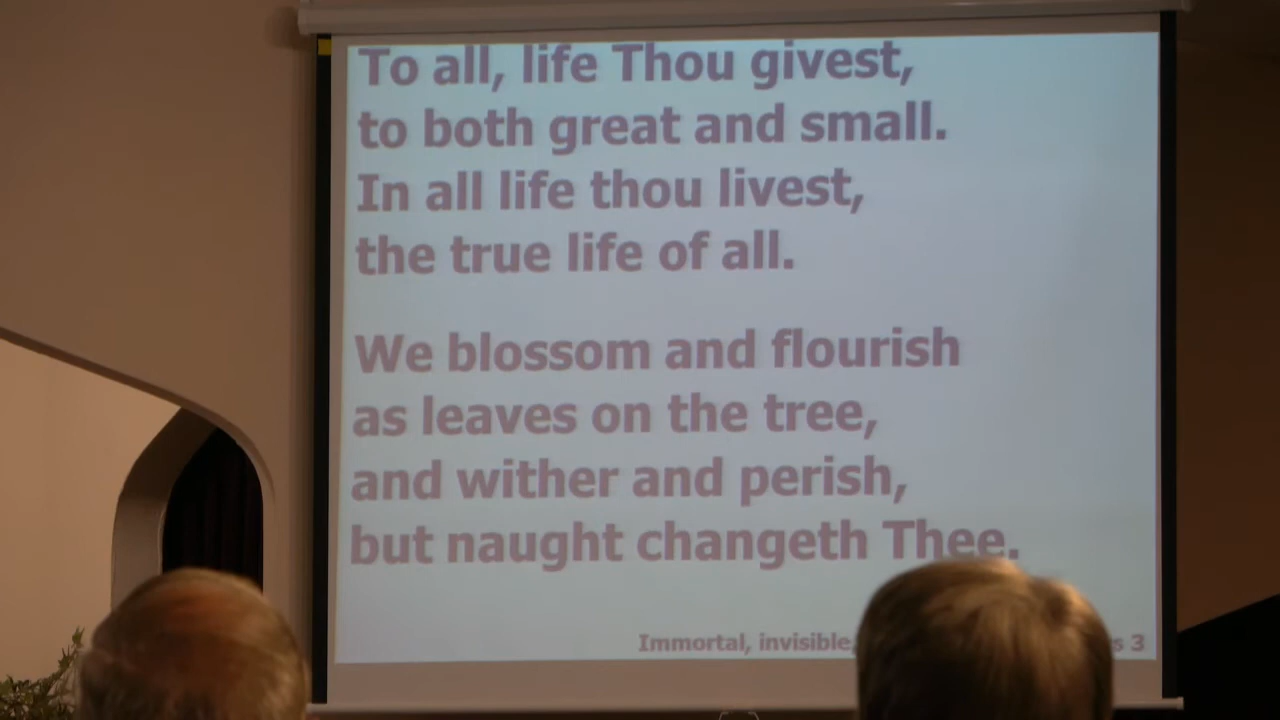 To all, life Thou givest,
to both great and small.
In all life thou livest,
the true life of all.
We blossom and flourish
as leaves on the tree,
and wither and perish,
but naught changeth Thee.
Immortal, invisible, 3